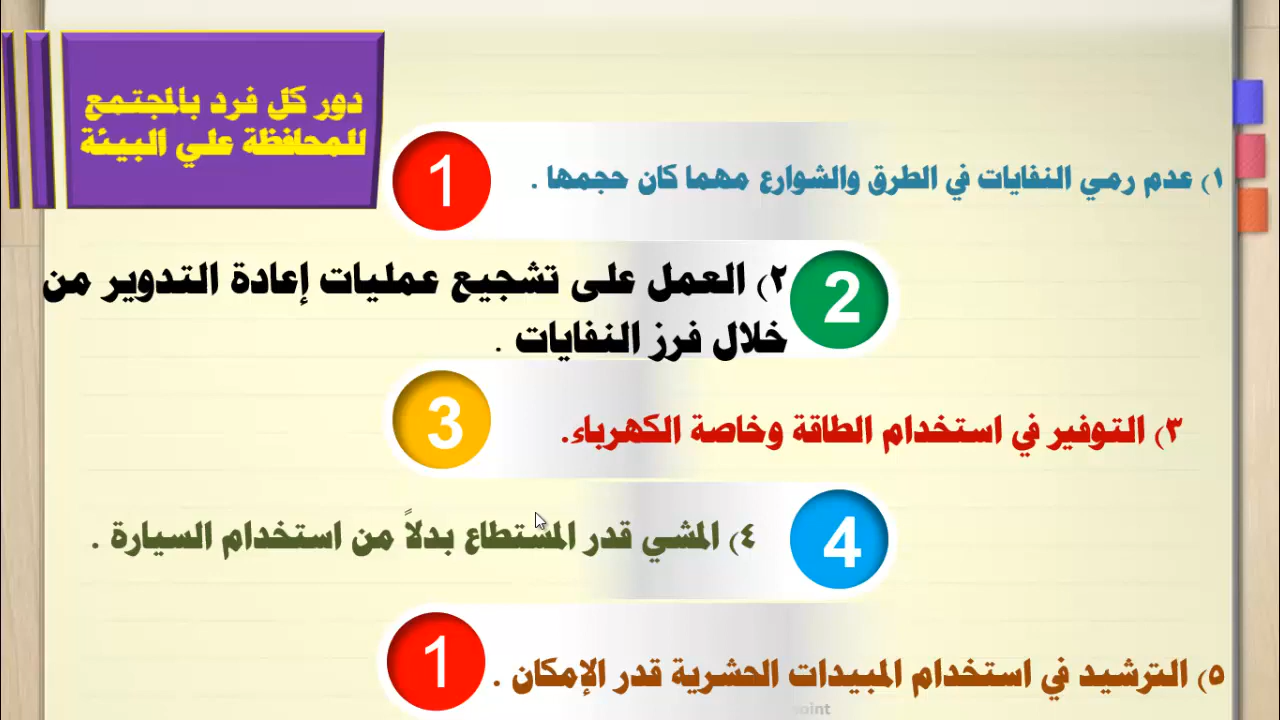 دور كل فرد بالمجتمع
للمحافظة علي البيئة
1
١) عدم رمي النفايات في الطرق والشوارع مهما كان حجمها .
2
٢) العمل على تشجيع عمليات إعادة التدوير من
خلال فرز النفايات .
3
٣) التوفير في استخدام الطاقة وخاصة الكهرباء.
4
٤) المشي قدر المستطاع بدلاً من استخدام السيارة .
1
٥) الترشيد في استخدام المبيدات الحشرية قدر الإمكان .